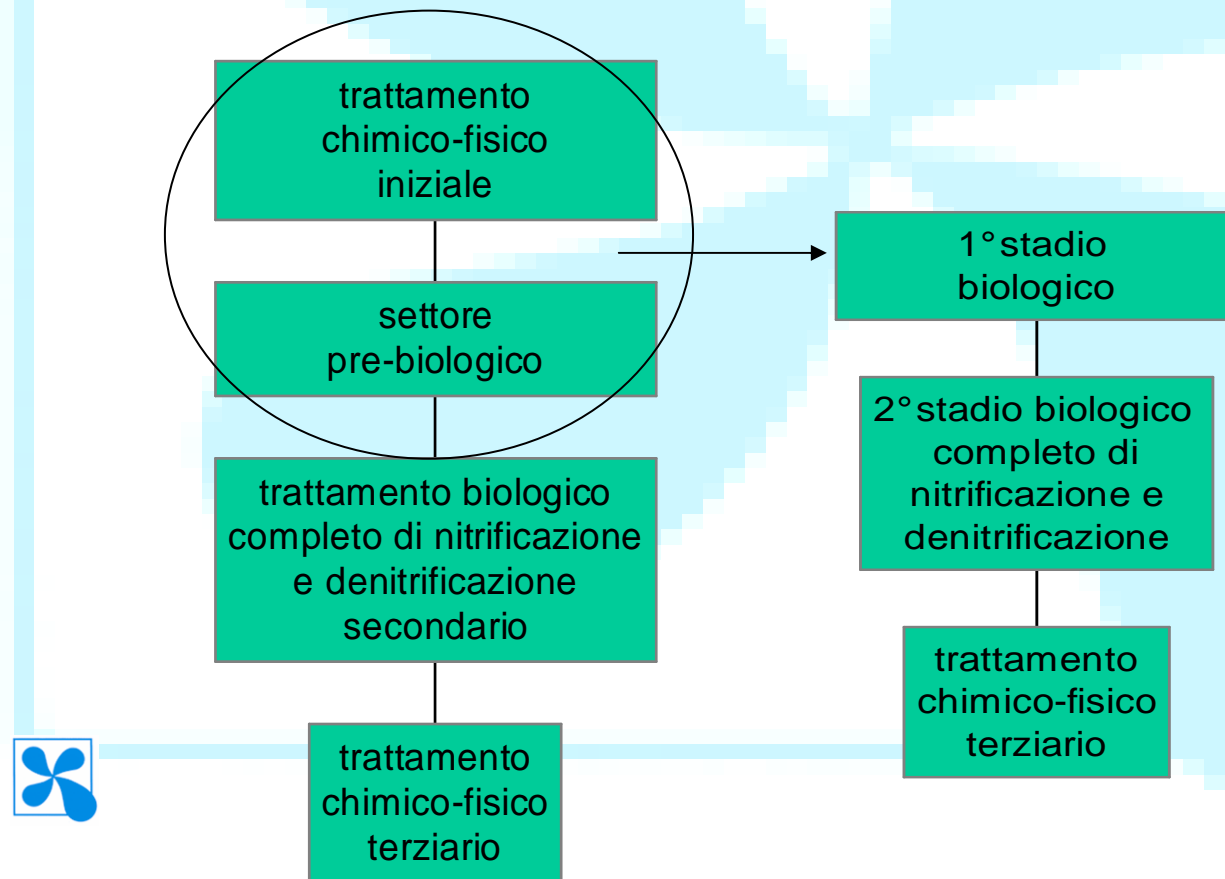 trattamento
chimico-fisico
iniziale
settore
pre-biologico
trattamento biologico
completo di nitrificazione
e denitrificazione
secondario
trattamento
chimico-fisico
terziario
1° stadio
biologico
2° stadio biologico
completo di
nitrificazione e
denitrificazione
trattamento
chimico-fisico
terziario